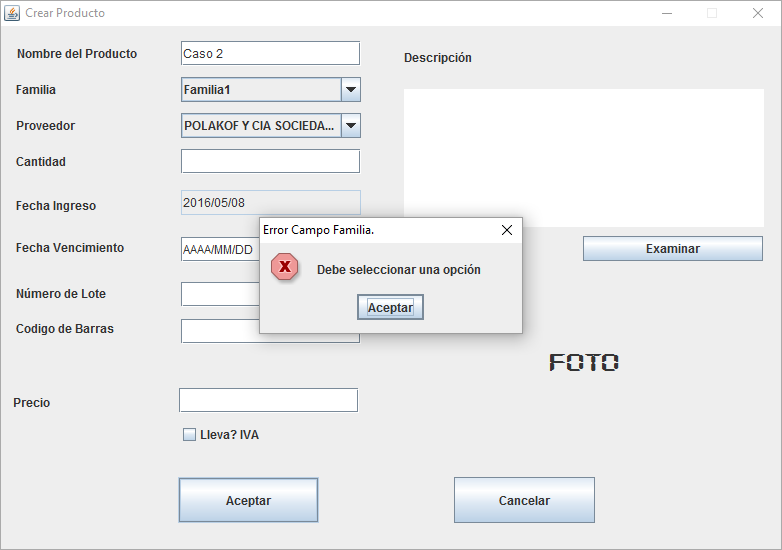 Crear Producto
Nombre del Producto Caso 2
Descripción
Familia Familia1
Proveedor POLAKOF Y CIA SOCIEDA...
Cantidad
Fecha Ingreso 2016/05/08
Error Campo Familia.
Fecha Vencimiento AAAA/MM/DD
Examinar
Debe seleccionar una opción
Número de Lote
Aceptar
Codigo de Barras
FOTO
Precio
Lleva? IVA
Aceptar Cancelar